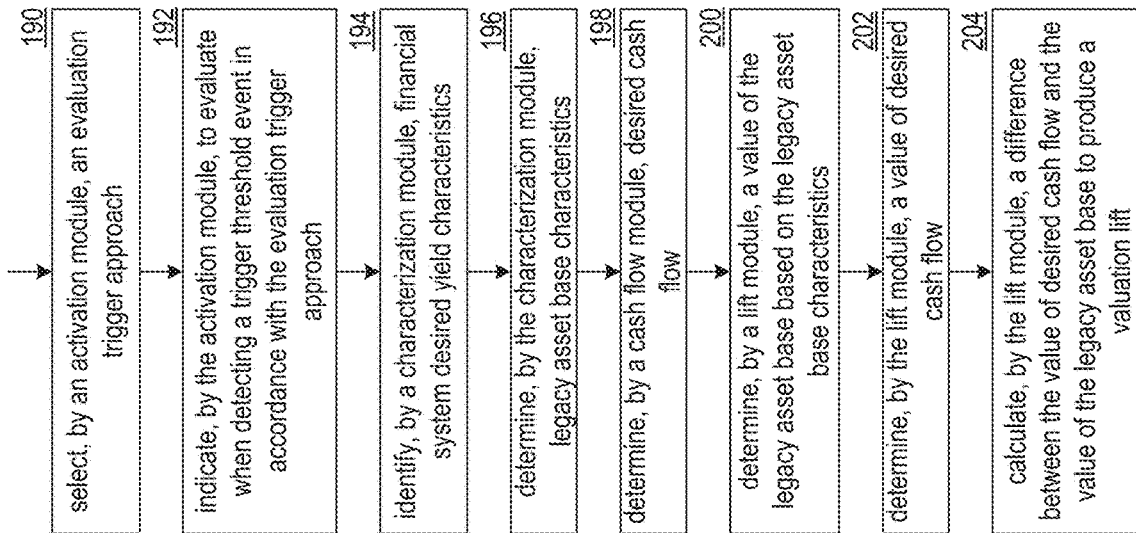 190
select, by an activation module, an evaluation
trigger approach
192
indicate, by the activation module, to evaluate
when detecting a trigger threshold event in
accordance with the evaluation trigger
approach
194
identify, by a characterization module, financial
system desired yield characteristics
196
determine, by the characterization module,
legacy asset base characteristics
198
determine, by a cash flow module, desired cash
flow
200
determine, by a lift module, a value of the
legacy asset base based on the legacy asset
base characteristics
202
determine, by the lift module, a value of desired
cash flow
204
calculate, by the lift module, a difference
between the value of desired cash flow and the
value of the legacy asset base to produce a
valuation lift